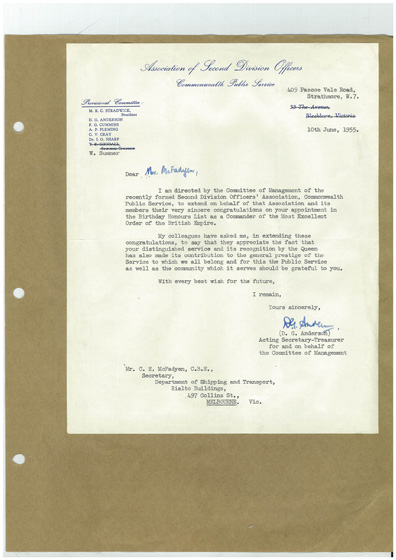 Association of Second Division Officers
Commonwealth Public Service
409 Pascoe Vale Road,
Strathmore, W.7.
33 The Avenue,
Blackburn, Victoria
10th June, 1955.
Provisional Committee
M. E. C. STRADWICK,
President
D. G. ANDERSON
F. O. CUMMINS
A. P. FLEMING
G. V. GRAY
Dr. I. G. SHARP
W. Sumner
Dear Mr. McFadyen,
I am directed by the Committee of Management of the
recently formed Second Division Officers' Association, Commonwealth
Public Service, to extend on behalf of that Association and its
members their very sincere congratulations on your appointment in
the Birthday Honours List as a Commander of the Most Excellent
Order of the British Empire.
My colleagues have asked me, in extending these
congratulations, to say that they appreciate the fact that
your distinguished service and its recognition by the Queen
has also made its contribution to the general prestige of the
Service to which we all belong and for this the Public Service
as well as the community which it serves should be grateful to you.
With every best wish for the future,
I remain,
Yours sincerely,
D.G. Anderson.
(D. G. Anderson)
Acting Secretary-Treasurer
for and on behalf of
the Committee of Management
Mr. C. E. McFadyen, C.B.E.,
Secretary,
Department of Shipping and Transport,
Rialto Buildings,
497 Collins St.,
MELBOURNE. Vic.